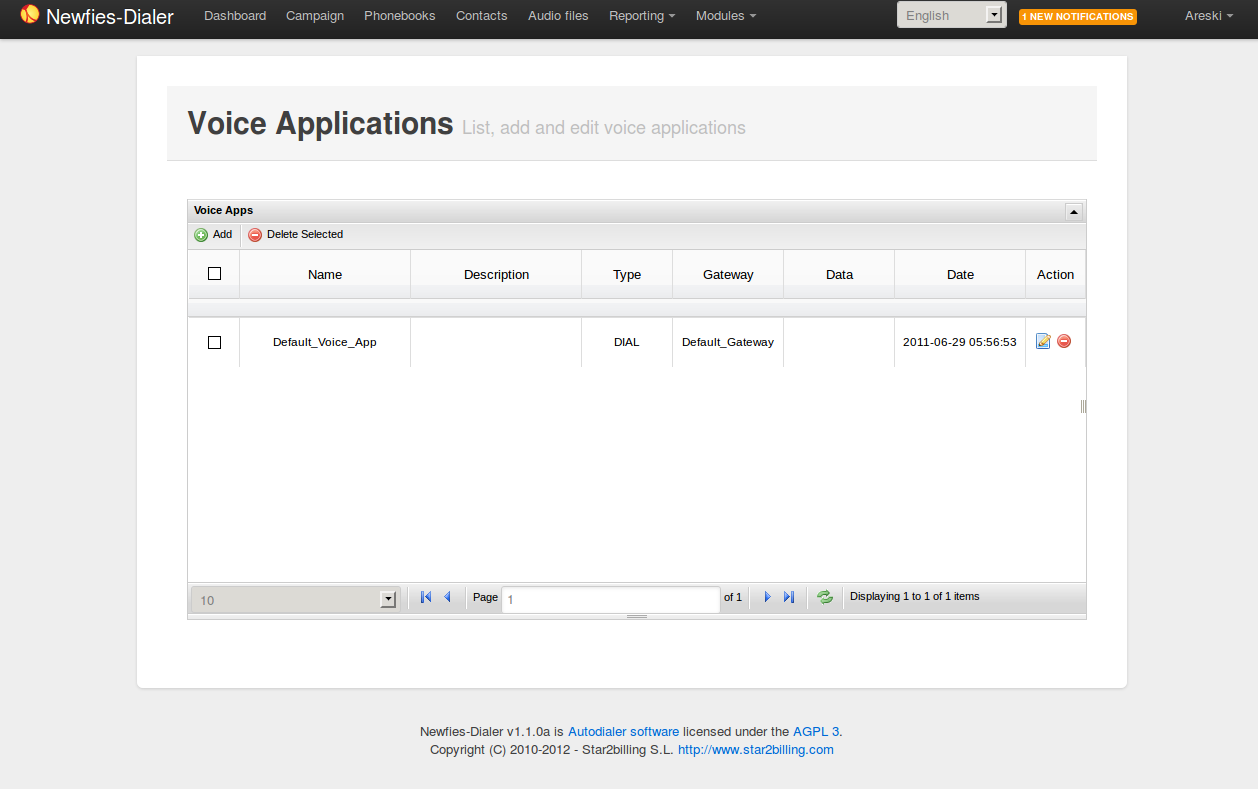 Newfies-Dialer Dashboard Campaign Phonebooks Contacts Audio files Reporting Modules English 1 NEW NOTIFICATIONS Areski
Voice Applications List, add and edit voice applications
Voice Apps
Add Delete Selected
Name Description Type Gateway Data Date Action
Default_Voice_App DIAL Default_Gateway 2011-06-29 05:56:53
10 Page 1 of 1 Displaying 1 to 1 of 1 items
Newfies-Dialer v1.1.0a is Autodialer software licensed under the AGPL 3.
Copyright (C) 2010-2012 - Star2billing S.L. http://www.star2billing.com